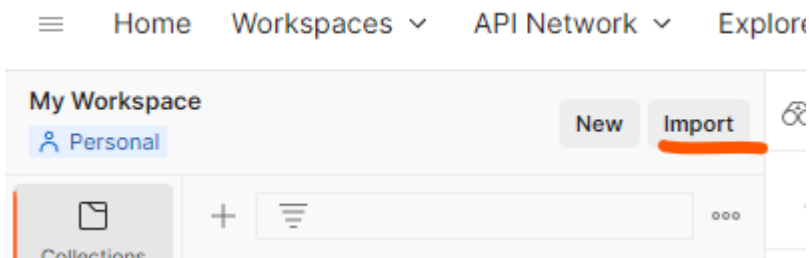 Home Workspaces API Network Explore
My Workspace
New Import
Personal
Collections